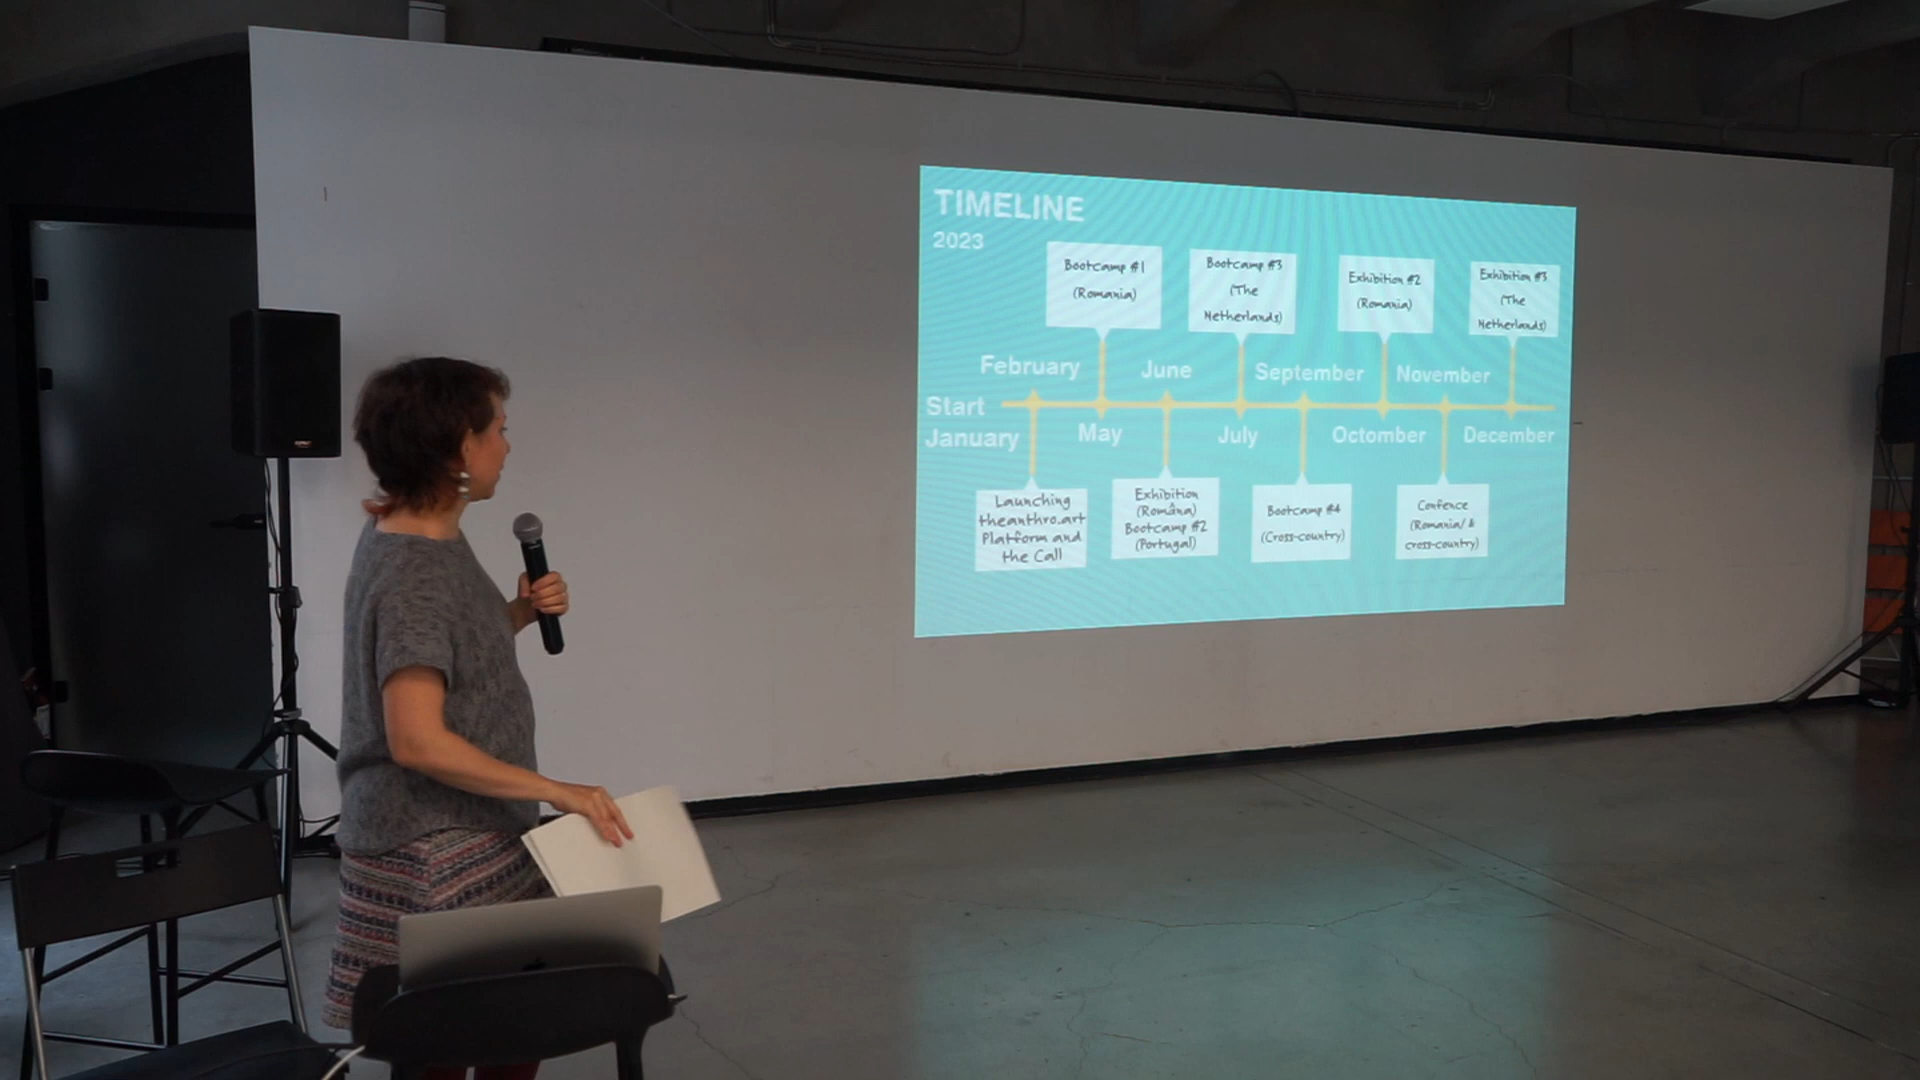 TIMELINE
2023
Bootcamp #1
(Romania)
Bootcamp #3
(The
Netherlands)
Exhibition #2
(Romania)
Exhibition #3
(The
Netherlands)
February
June
September
November
Start
January
May
July
Octomber
December
Launching
theanthro.art
Platform and
the Call
Exhibition
(Româna)
Bootcamp #2
(Portugal)
Bootcamp #4
(Cross-country)
Confence
(Romania/ &
cross-country)